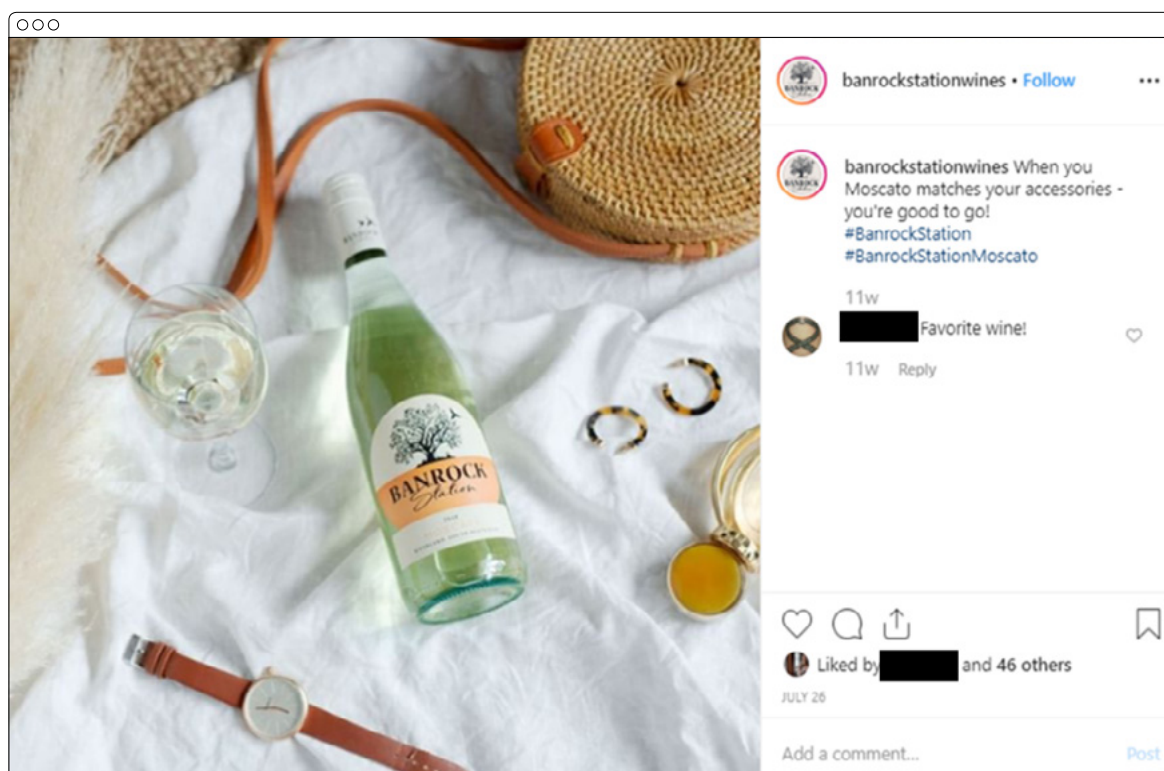 banrockstationwines • Follow
banrockstationwines When you
Moscato matches your accessories -
you're good to go!
#BanrockStation
#BanrockStationMoscato
11w
Favorite wine!
11w Reply
BANROCK
Station
Liked by and 46 others
JULY 26
Add a comment... Post